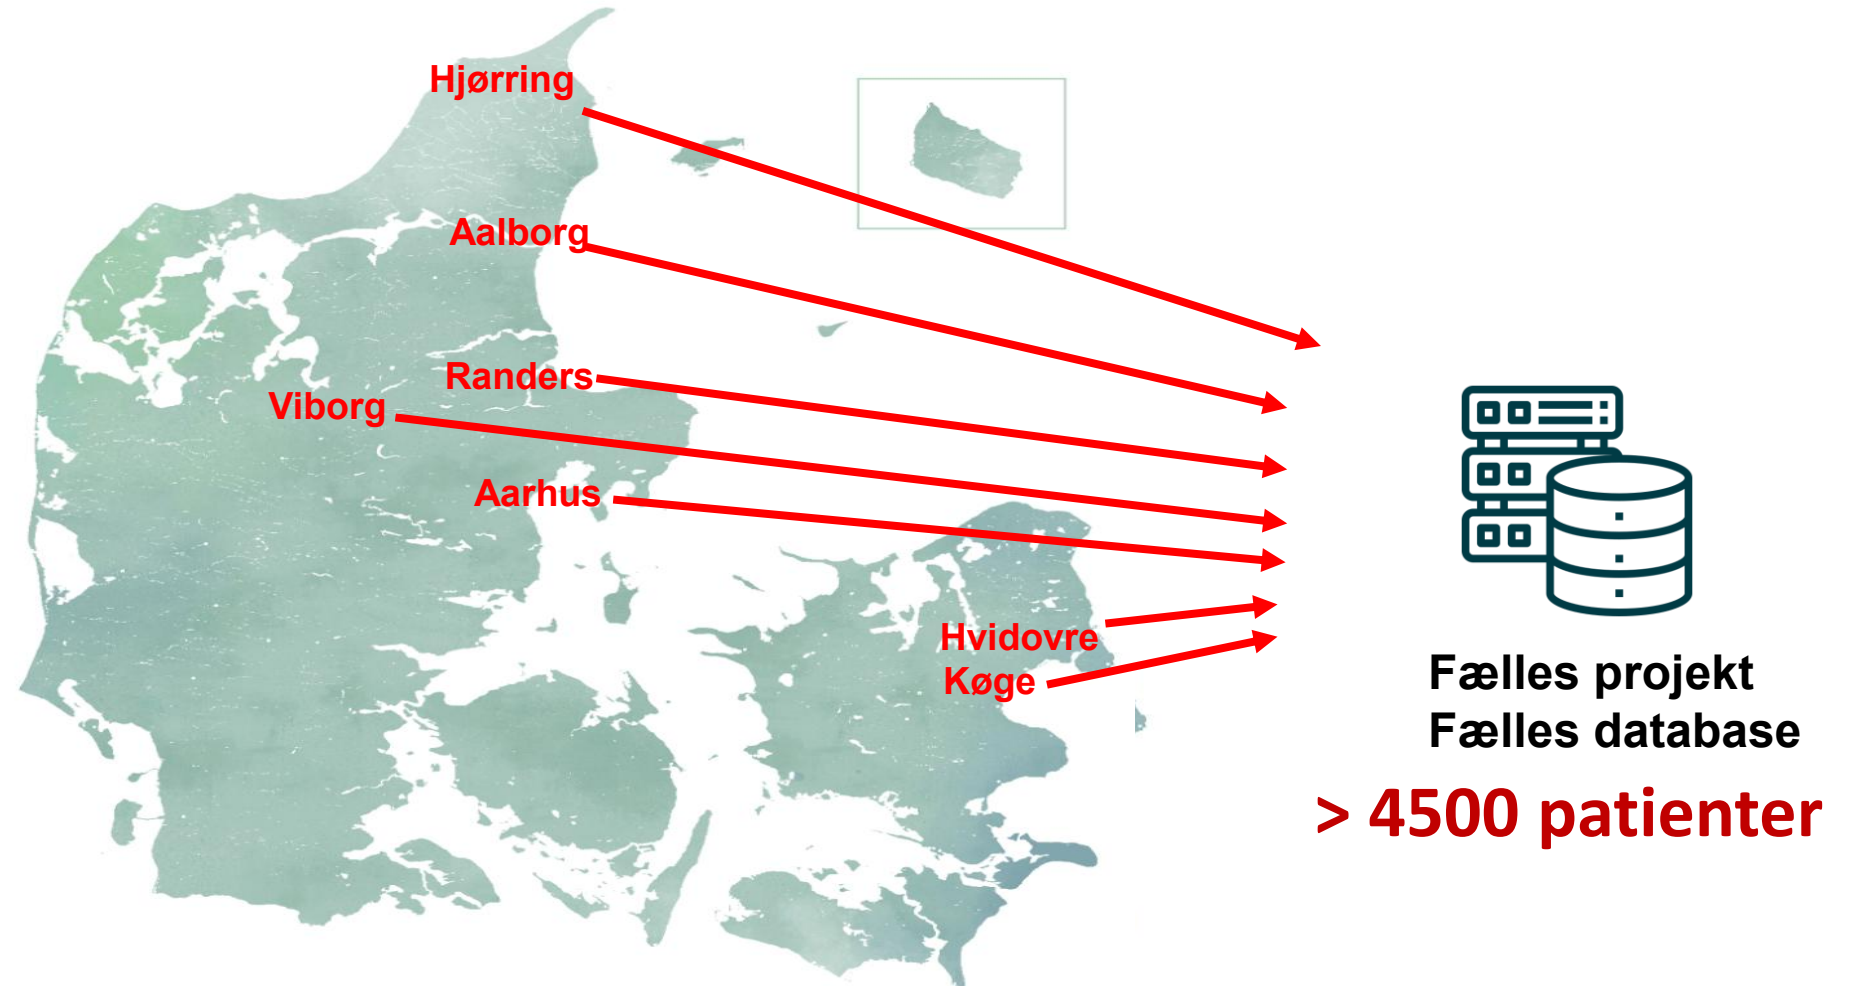 Hjørring
Aalborg
Randers
Viborg
Aarhus
Hvidovre
Køge
Fælles projekt
Fælles database
> 4500 patienter